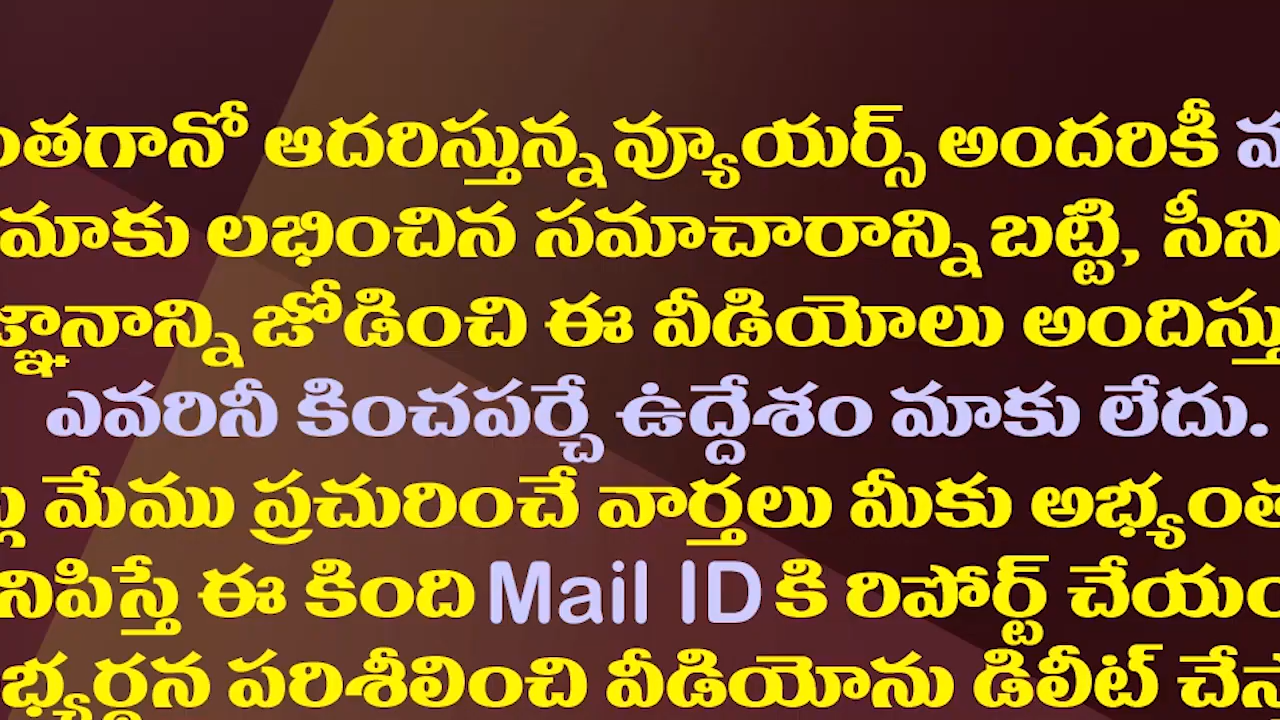 ంతగానో ఆదరిస్తున్న వ్యూయర్స్ అందరికీ
మాకు లభించిన సమాచారాన్ని బట్టి, సీని
జ్ఞానాన్ని జోడించి ఈ వీడియోలు అందిస్తు
ఎవరినీ కించపర్చే ఉద్దేశం మాకు లేదు.
మేము ప్రచురించే వార్తలు మీకు అభ్యంత
నిపిస్తే ఈ కింది Mail ID కి రిపోర్ట్ చేయం
భ్యర్ధన పరిశీలించి వీడియోను డిలీట్ చేస